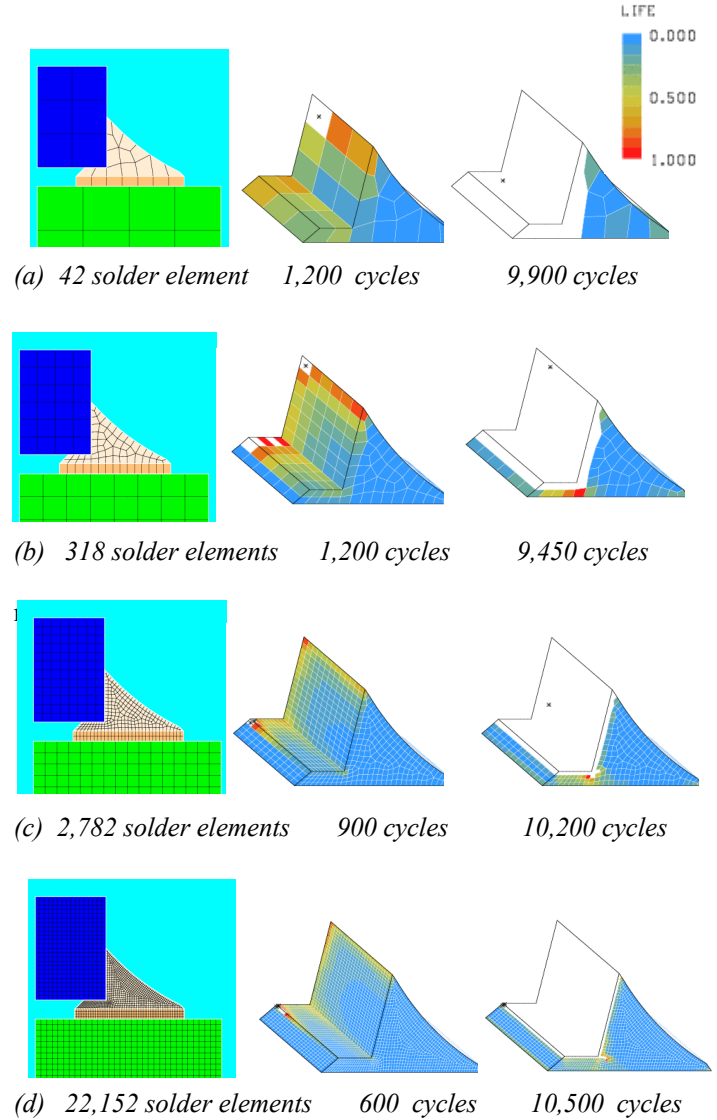 LIFE
0.000
0.500
1.000
(a) 42 solder element 1,200 cycles 9,900 cycles
(b) 318 solder elements 1,200 cycles 9,450 cycles
(c) 2,782 solder elements 900 cycles 10,200 cycles
(d) 22,152 solder elements 600 cycles 10,500 cycles